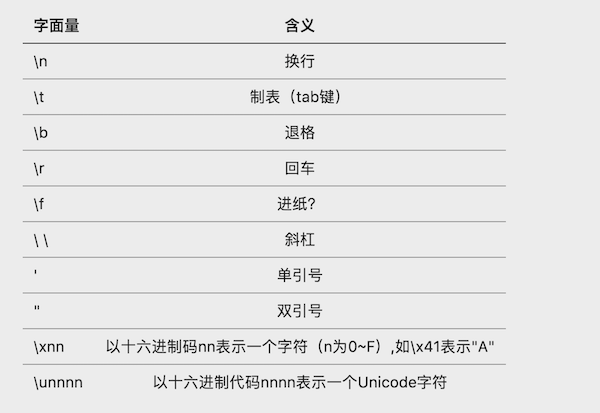 字面量 含义
\n 换行
\t 制表（tab键）
\b 退格
\r 回车
\f 进纸？
\ \ 斜杠
' 单引号
" 双引号
\xnn 以十六进制码nn表示一个字符（n为0~F）,如\x41表示"A"
\unnnn 以十六进制代码nnnn表示一个Unicode字符